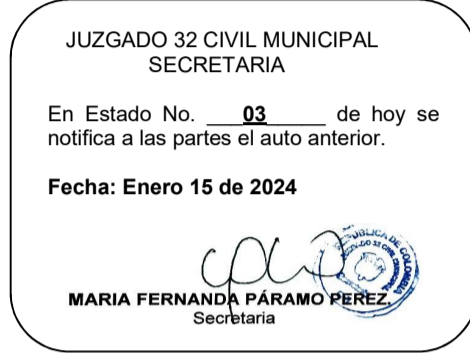 JUZGADO 32 CIVIL MUNICIPAL
SECRETARIA
En Estado No. ___03_____ de hoy se
notifica a las partes el auto anterior.
Fecha: Enero 15 de 2024
MARIA FERNANDA PÁRAMO PEREZ.
Secretaria